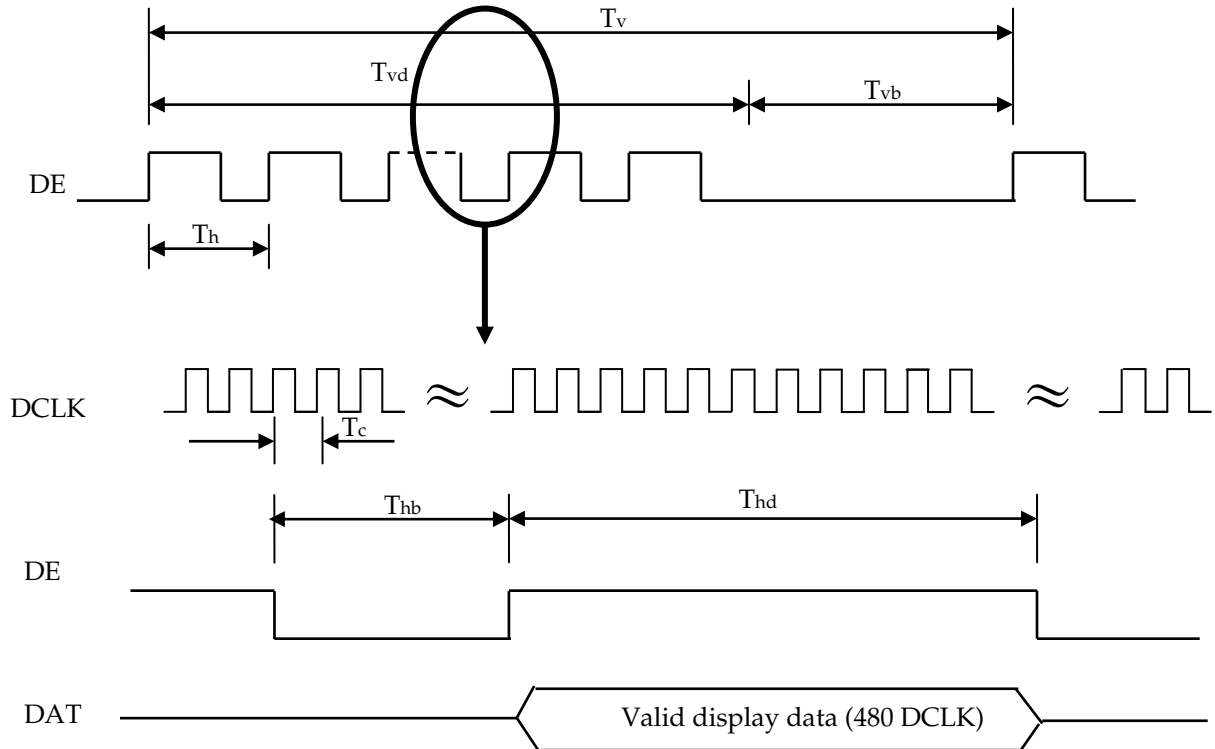 Tv
Tvd
Tvb
DE
Th
DCLK
≈
≈
Tc
Thb
Thd
DE
DAT
Valid display data (480 DCLK)